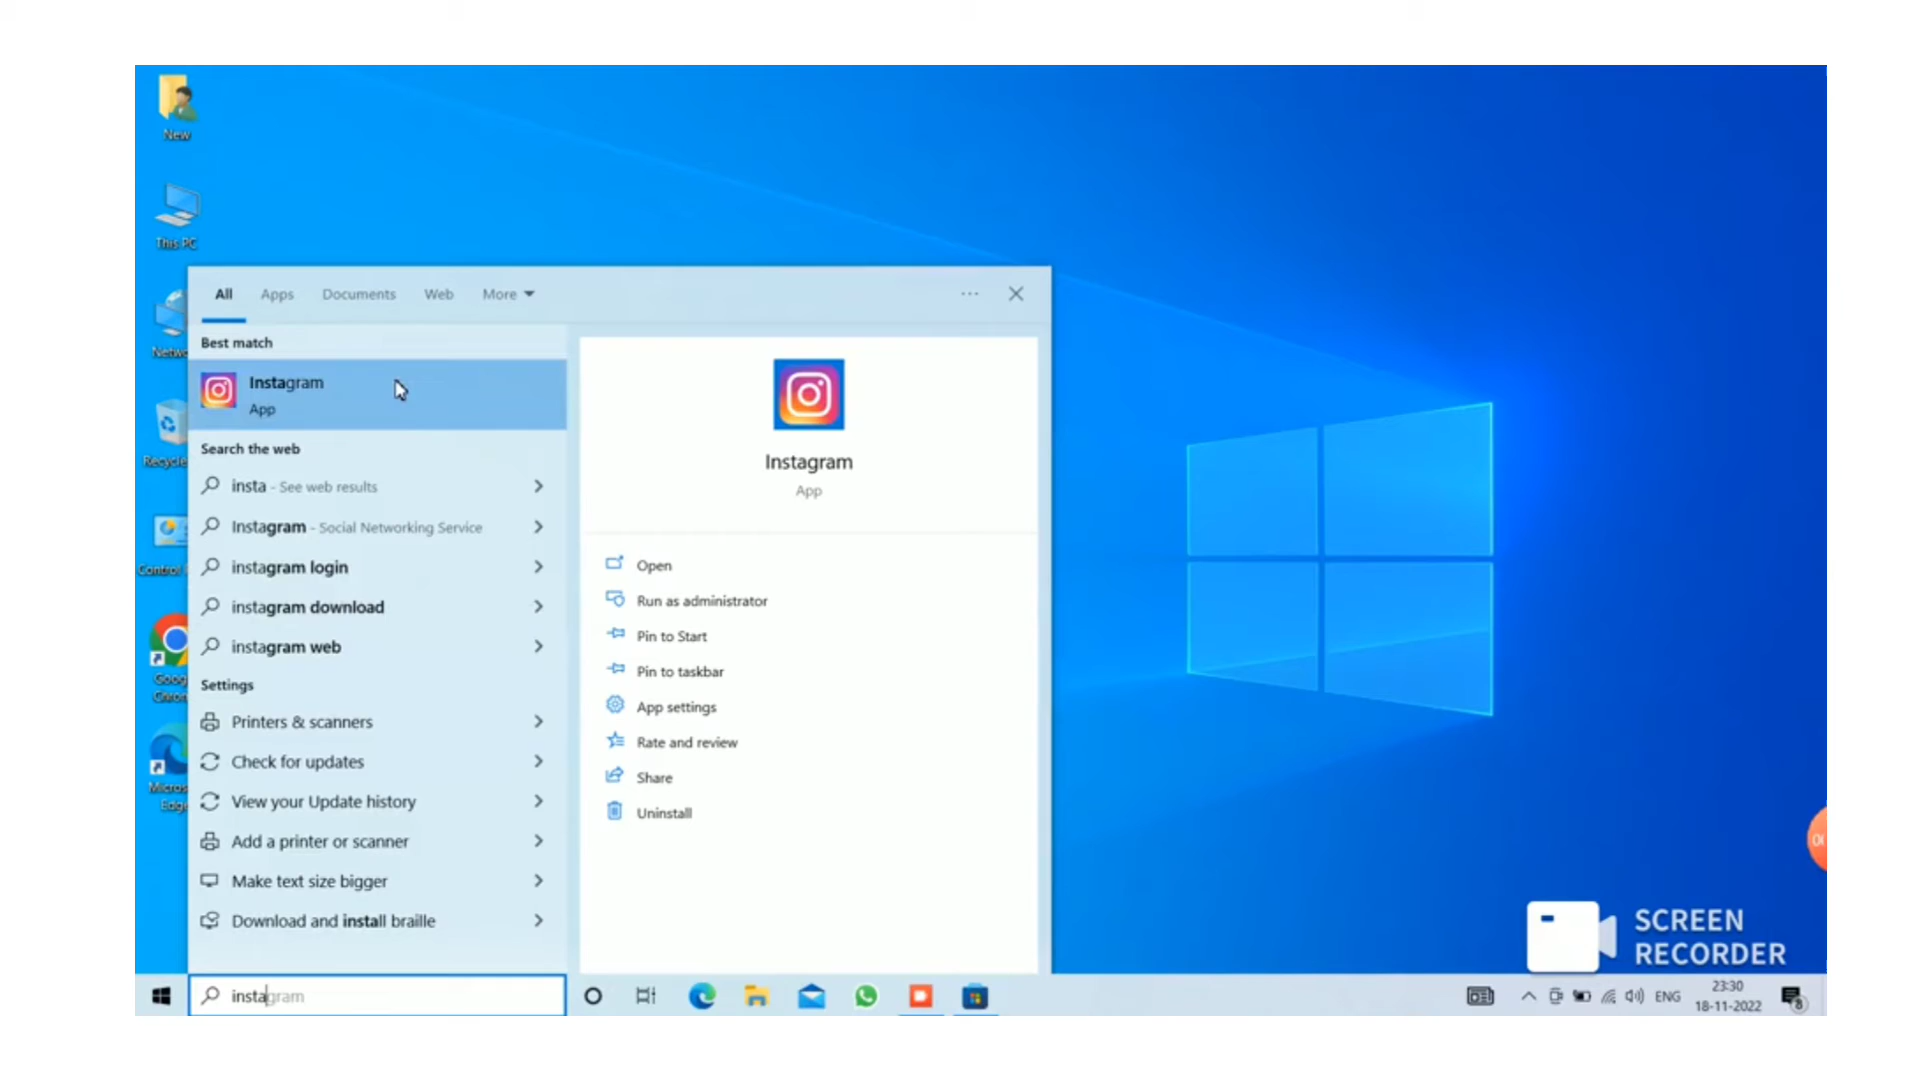 New
This PC
All Apps Documents Web More
Best match
Instagram
App
Search the web
insta - See web results
Instagram - Social Networking Service
instagram login
instagram download
instagram web
Settings
Printers & scanners
Check for updates
View your Update history
Add a printer or scanner
Make text size bigger
Download and install braille
Instagram
App
Open
Run as administrator
Pin to Start
Pin to taskbar
App settings
Rate and review
Share
Uninstall
SCREEN
RECORDER
instagram
ENG
23:30
18-11-2022
8